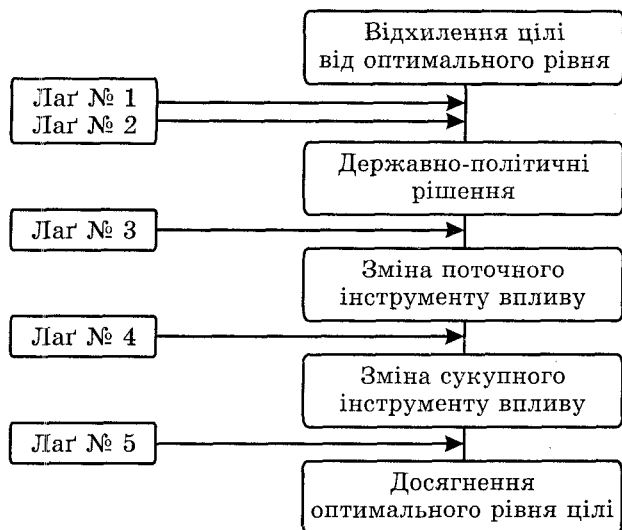 Відхилення цілі
від оптимального рівня
Лаґ № 1
Лаґ № 2
Державно-політичні
рішення
Лаґ № 3
Зміна поточного
інструменту впливу
Лаґ № 4
Зміна сукупного
інструменту впливу
Лаґ № 5
Досягнення
оптимального рівня цілі